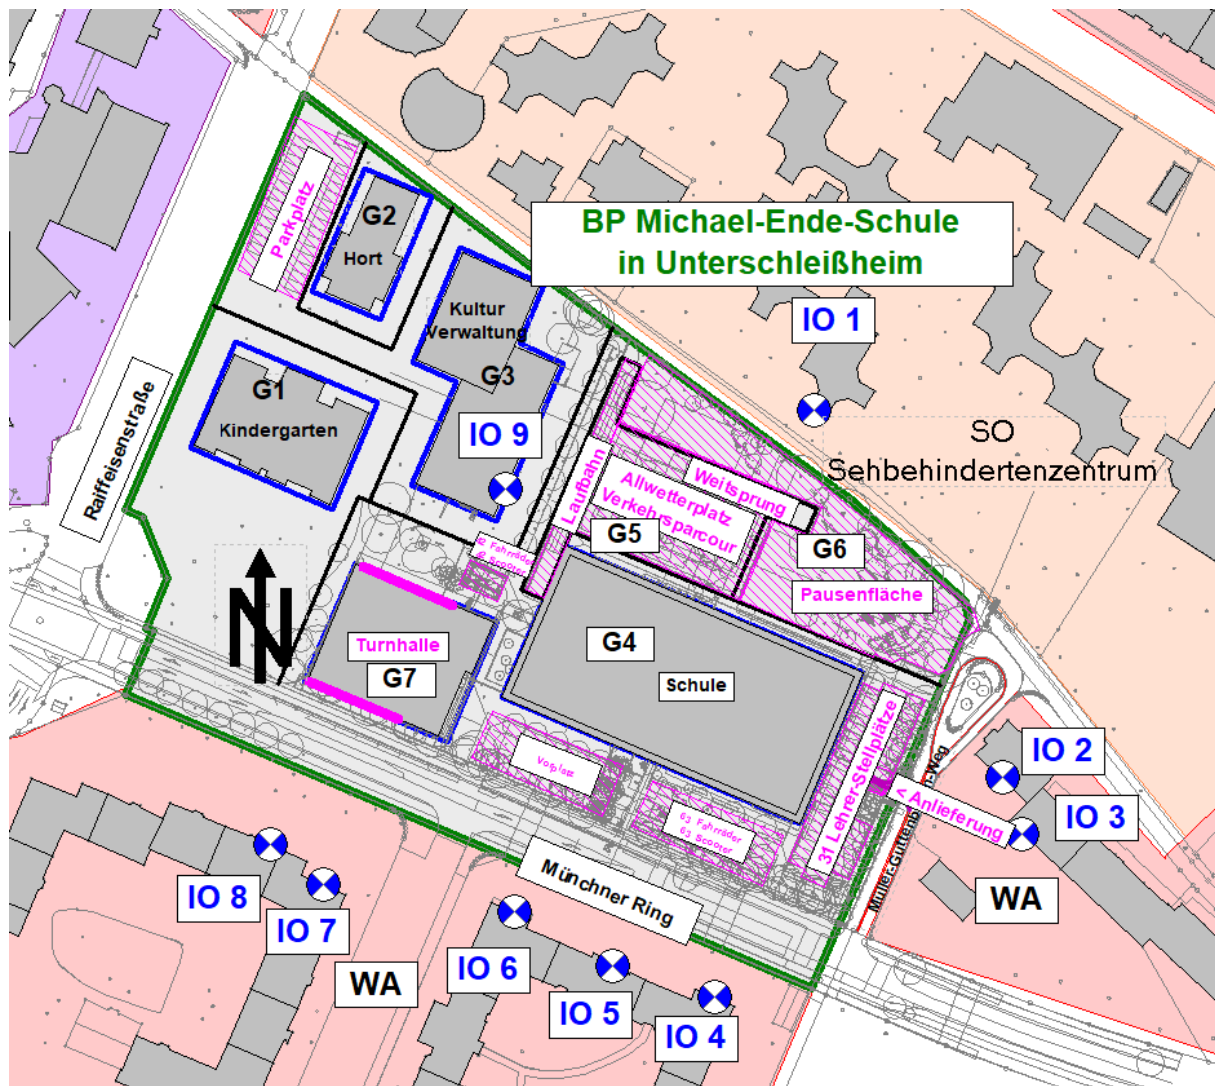 BP Michael-Ende-Schule
in Unterschleißheim
G2
Hort
Parkplatz
Kultur
Verwaltung
G3
G1
Kindergarten
IO 9
IO 1
SO
Sehbehindertenzentrum
Raiffeisenstraße
Laufbahn
Weitsprung
Allwetterplatz
Verkehrsparcour
G5
G6
Pausenfläche
Fahrräder
Scooter
N
Turnhalle
G7
G4
Schule
31 Lehrer-Stellplätze
< Anlieferung
IO 2
IO 3
WA
Vorplatz
63 Fahrräder
63 Scooter
Münchner Ring
IO 8
IO 7
WA
IO 6
IO 5
IO 4